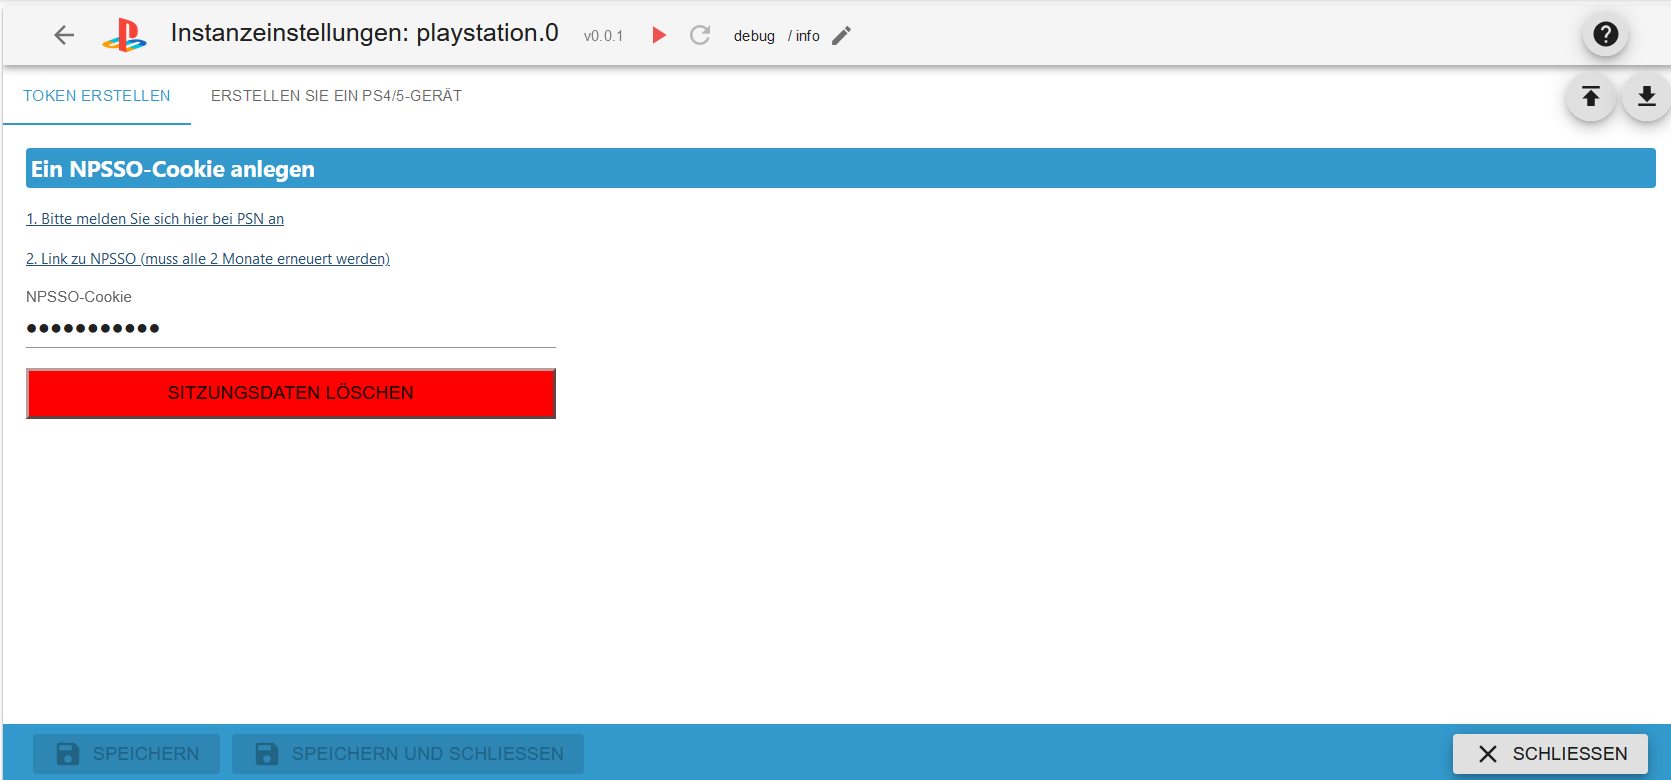 Instanzeinstellungen: playstation.0 v0.0.1 debug / info
TOKEN ERSTELLEN ERSTELLEN SIE EIN PS4/5-GERÄT
Ein NPSSO-Cookie anlegen
1. Bitte melden Sie sich hier bei PSN an
2. Link zu NPSSO (muss alle 2 Monate erneuert werden)
NPSSO-Cookie
●●●●●●●●●●●
SITZUNGSDATEN LÖSCHEN
SPEICHERN SPEICHERN UND SCHLIESSEN SCHLIESSEN